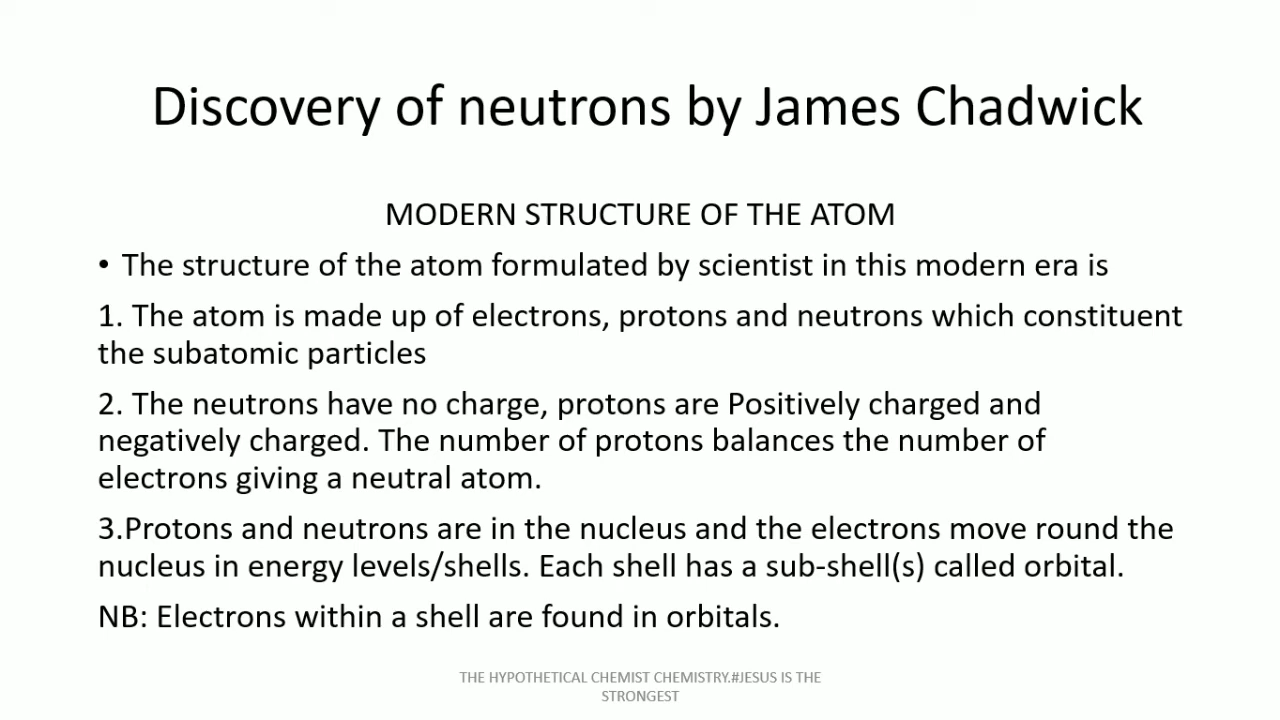 Discovery of neutrons by James Chadwick
MODERN STRUCTURE OF THE ATOM
• The structure of the atom formulated by scientist in this modern era is
1. The atom is made up of electrons, protons and neutrons which constituent
the subatomic particles
2. The neutrons have no charge, protons are Positively charged and
negatively charged. The number of protons balances the number of
electrons giving a neutral atom.
3.Protons and neutrons are in the nucleus and the electrons move round the
nucleus in energy levels/shells. Each shell has a sub-shell(s) called orbital.
NB: Electrons within a shell are found in orbitals.
THE HYPOTHETICAL CHEMIST CHEMISTRY.#JESUS IS THE
STRONGEST